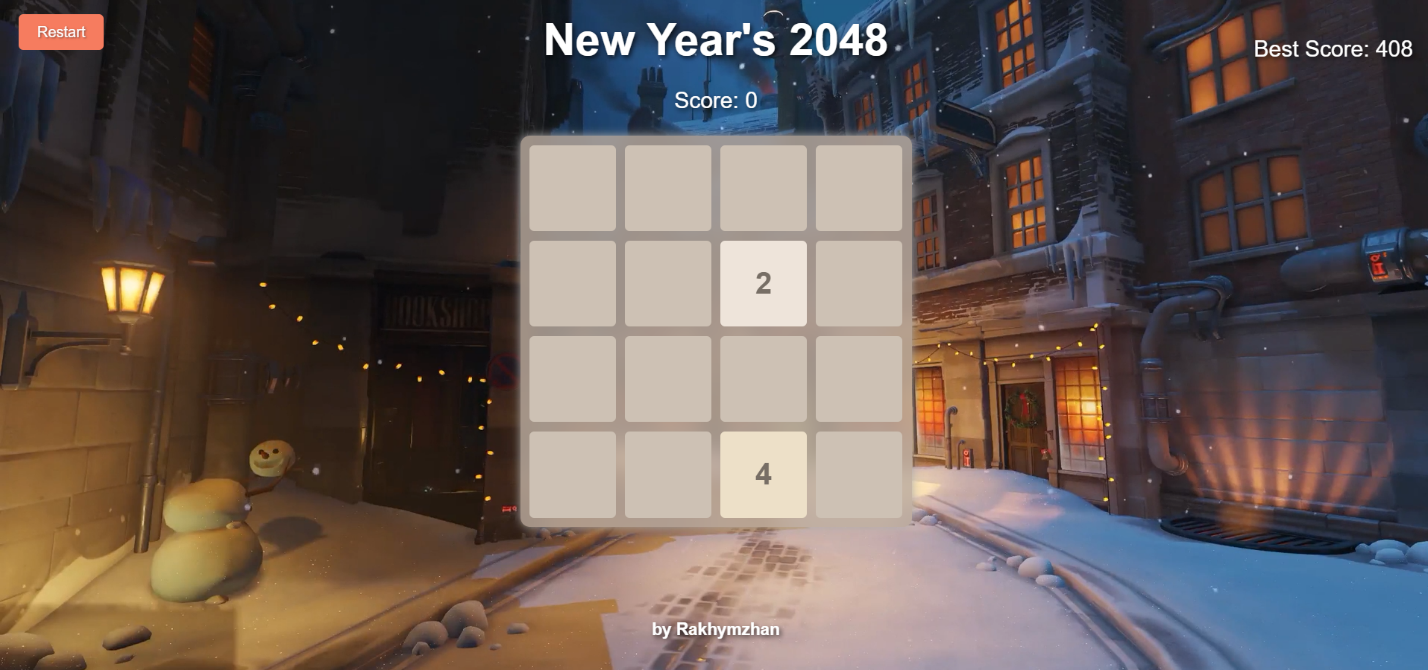 Restart
New Year's 2048
Best Score: 408
Score: 0
2
4
by Rakhymzhan